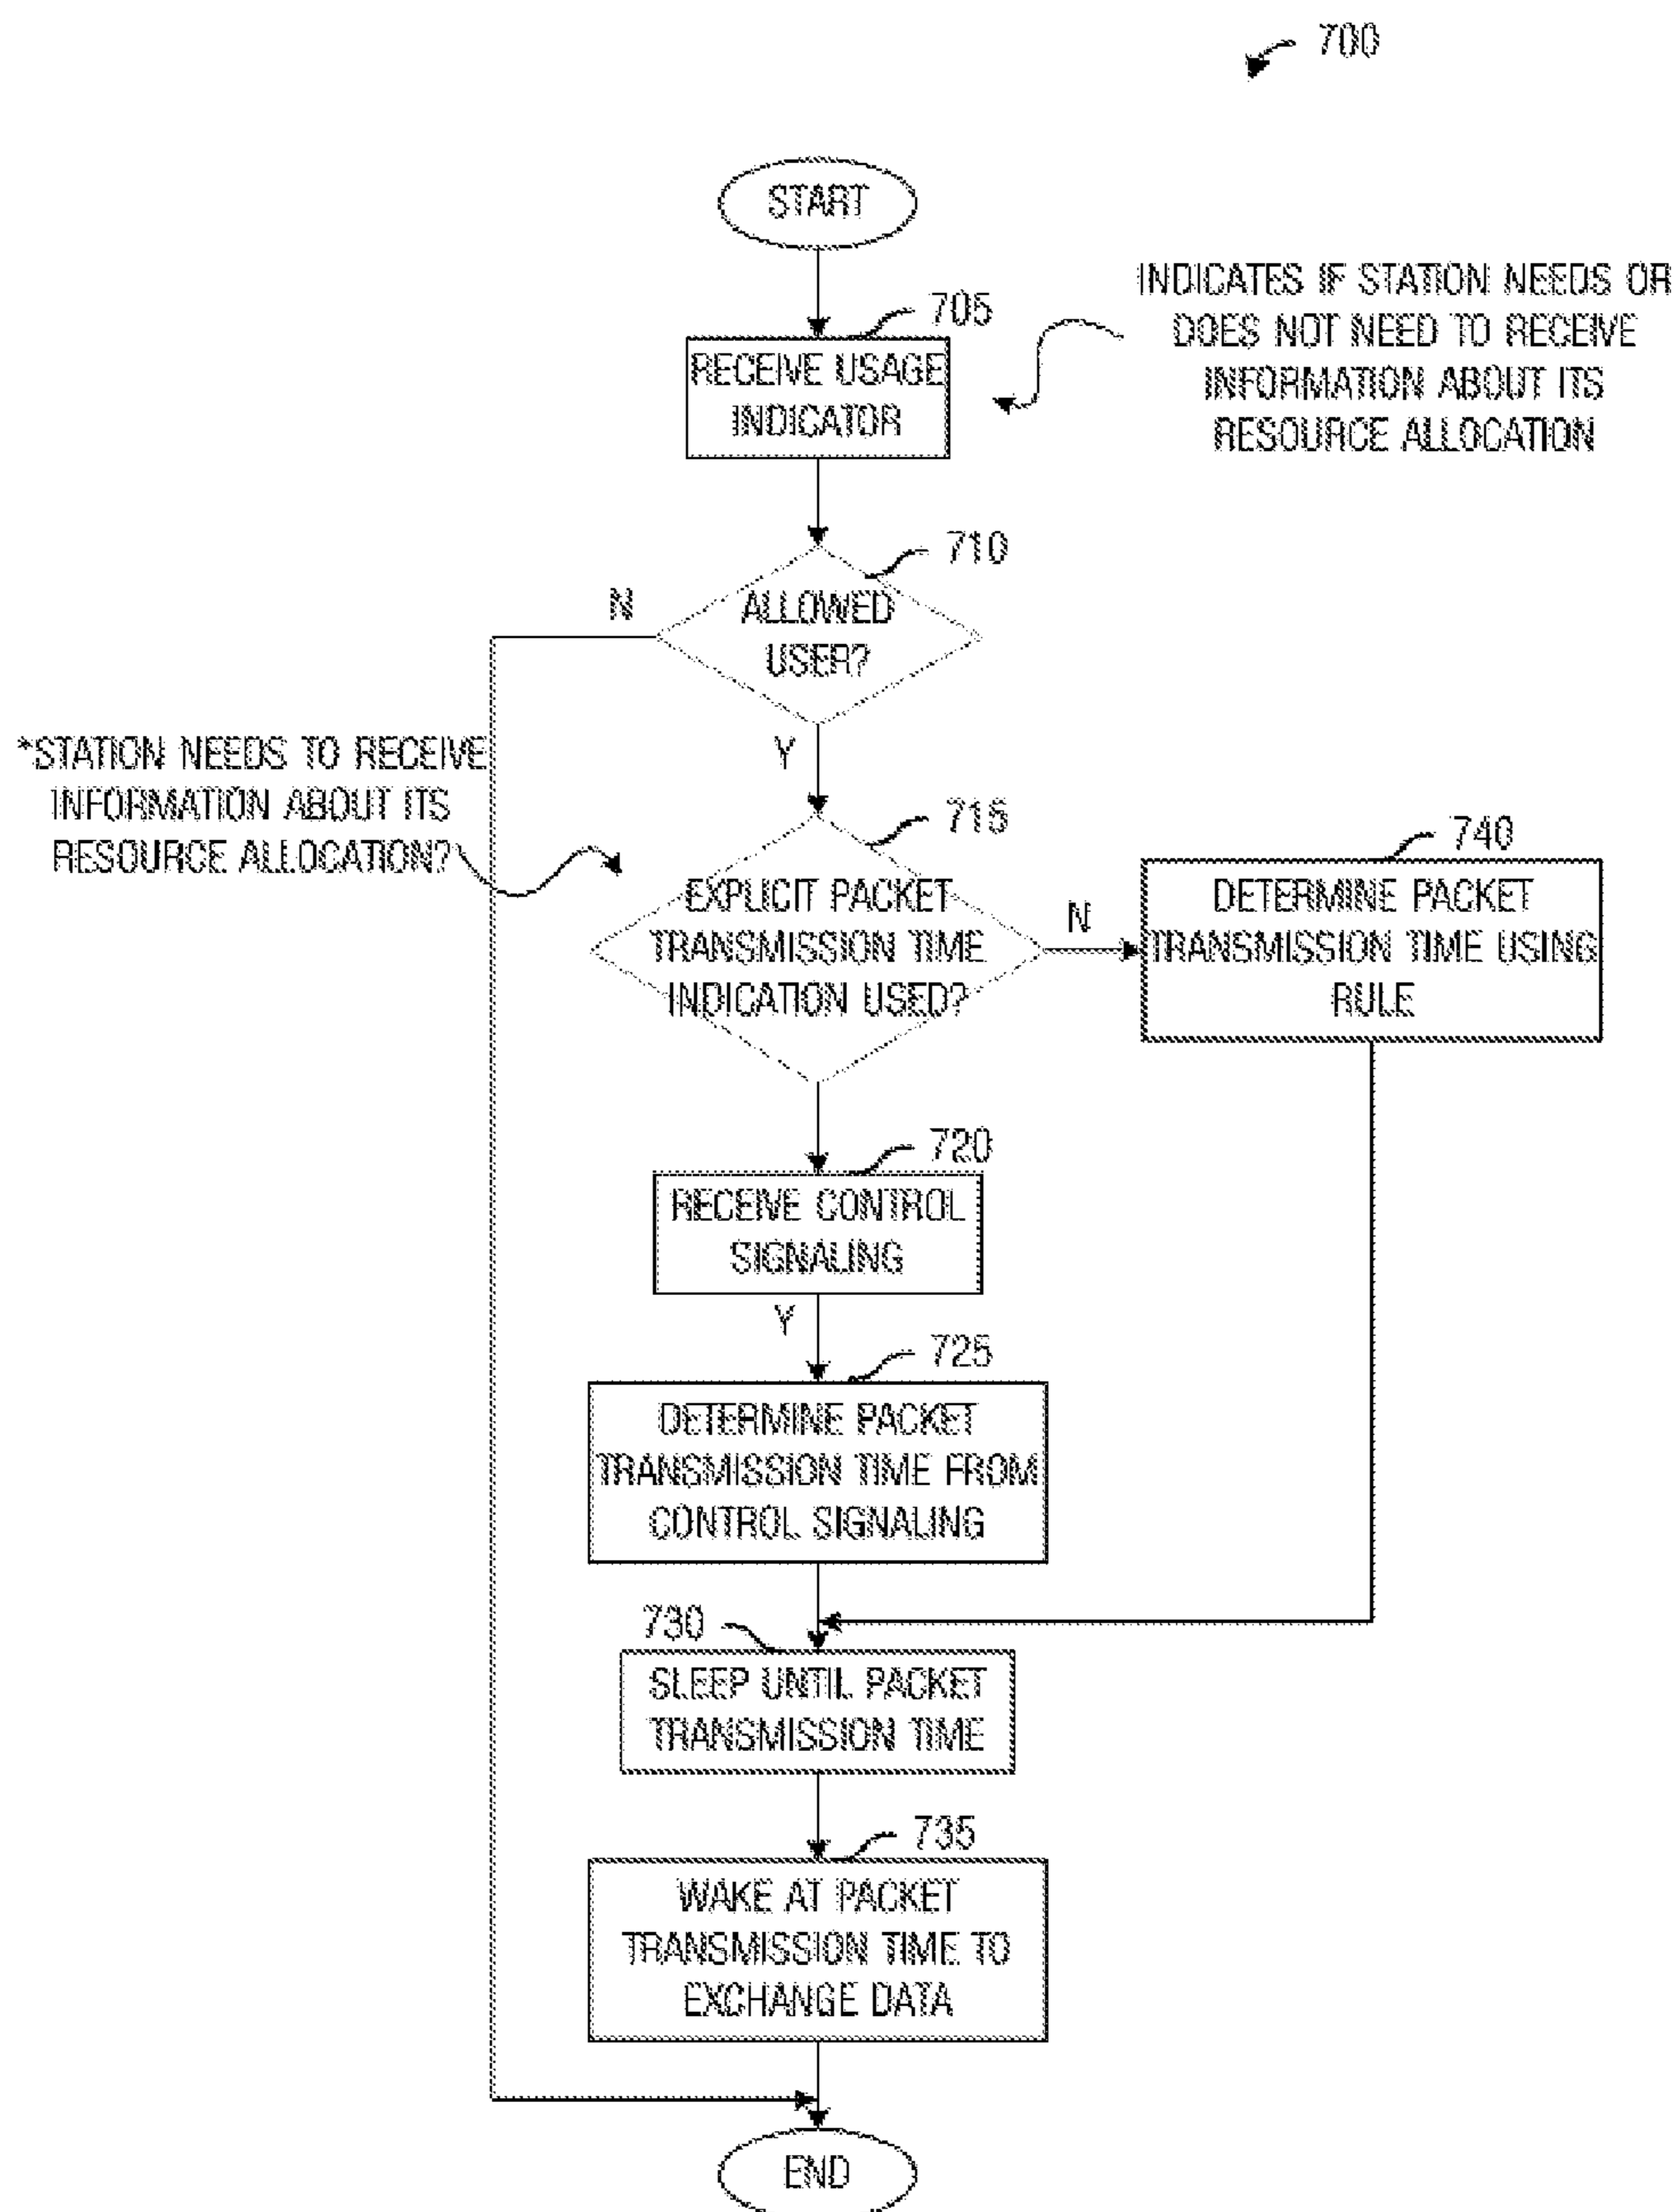 700
START
705
RECEIVE USAGE
INDICATOR
INDICATES IF STATION NEEDS OR
DOES NOT NEED TO RECEIVE
INFORMATION ABOUT ITS
RESOURCE ALLOCATION
710
ALLOWED
USER?
N
Y
*STATION NEEDS TO RECEIVE
INFORMATION ABOUT ITS
RESOURCE ALLOCATION?
715
EXPLICIT PACKET
TRANSMISSION TIME
INDICATION USED?
N
740
DETERMINE PACKET
TRANSMISSION TIME USING
RULE
720
RECEIVE CONTROL
SIGNALING
Y
725
DETERMINE PACKET
TRANSMISSION TIME FROM
CONTROL SIGNALING
730
SLEEP UNTIL PACKET
TRANSMISSION TIME
735
WAKE AT PACKET
TRANSMISSION TIME TO
EXCHANGE DATA
END